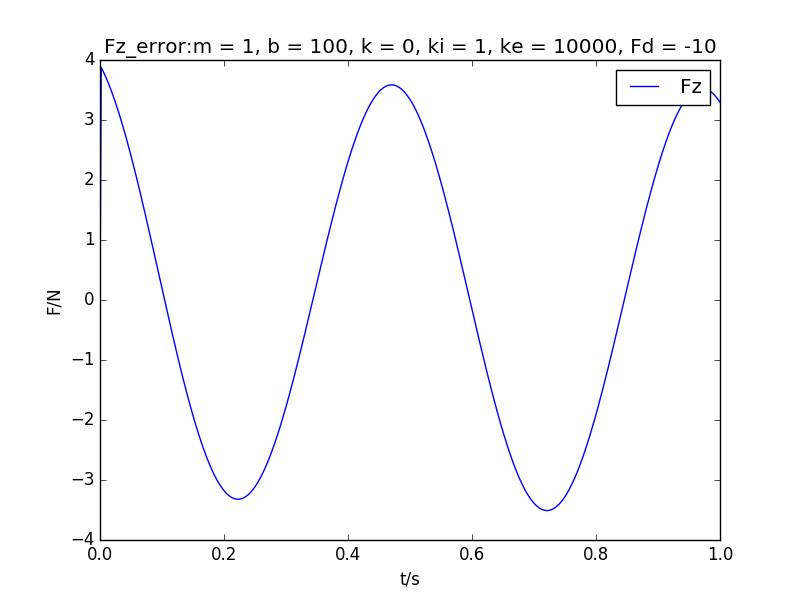 Fz_error:m = 1, b = 100, k = 0, ki = 1, ke = 10000, Fd = -10
Fz
4
3
2
1
0
−1
−2
−3
−4
F/N
0.0 0.2 0.4 0.6 0.8 1.0
t/s